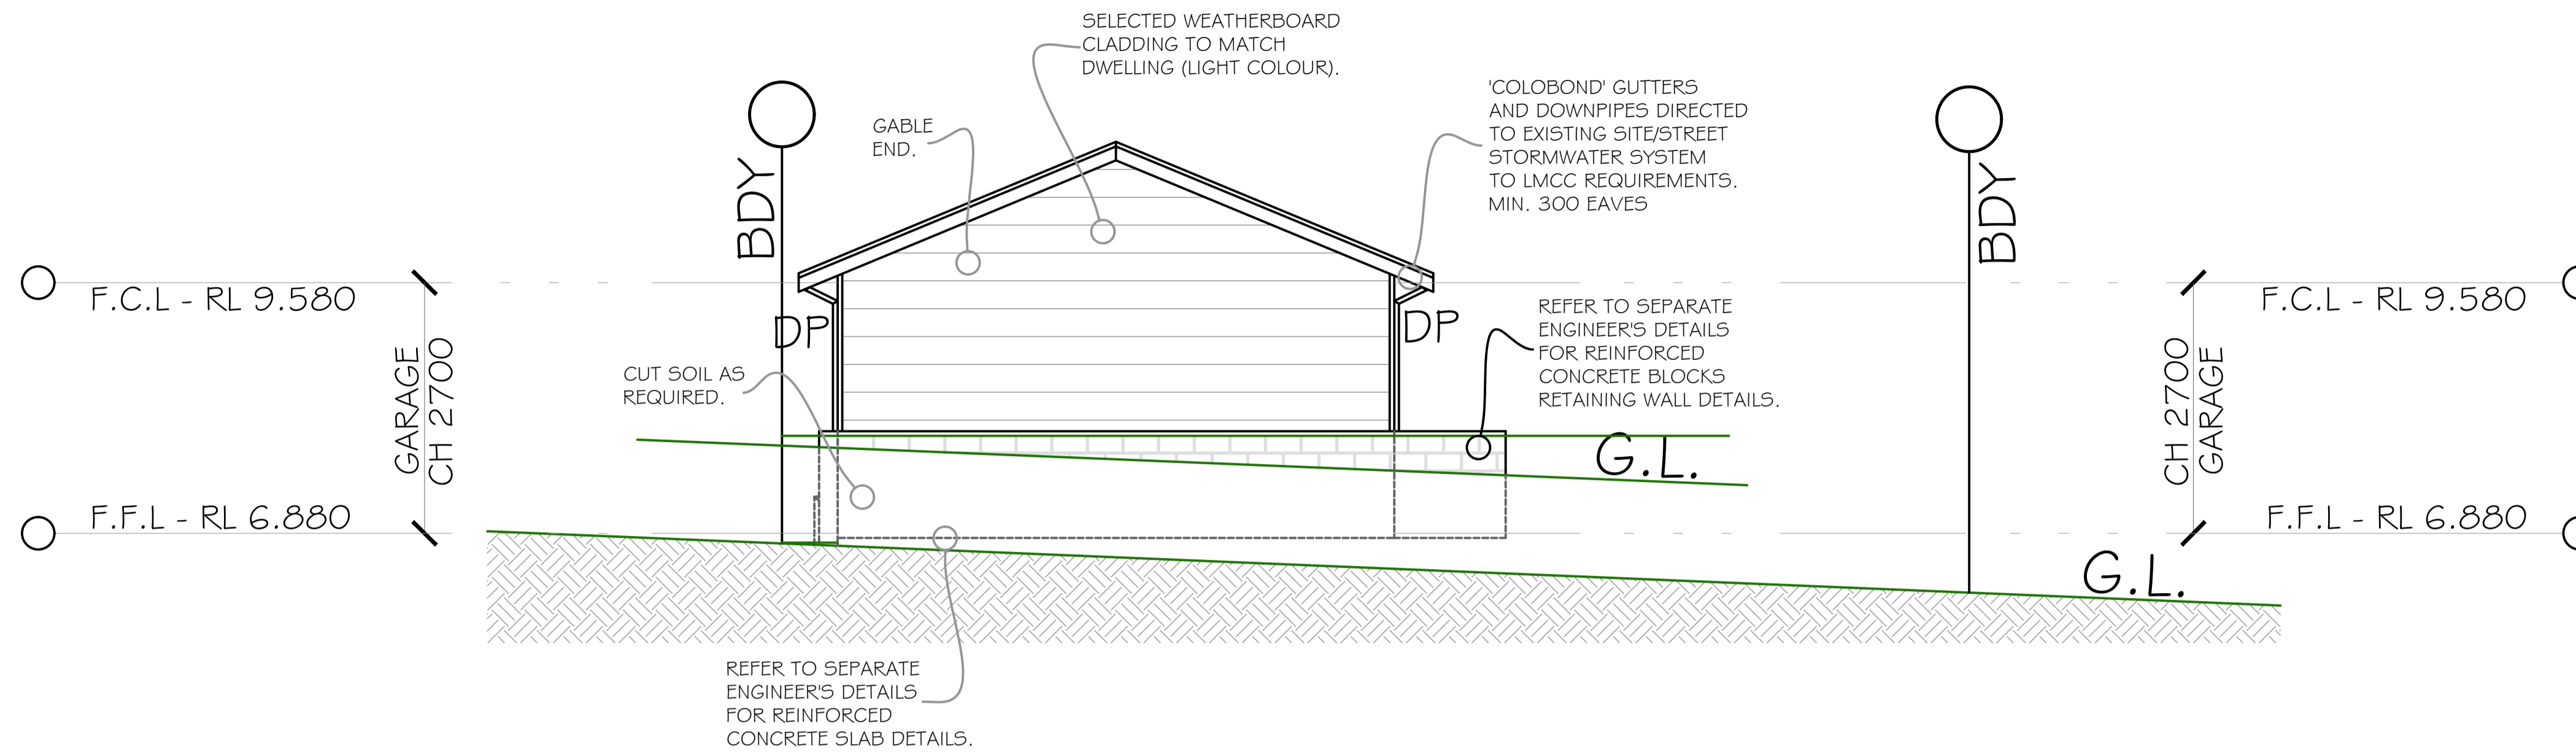 SELECTED WEATHERBOARD
CLADDING TO MATCH
DWELLING (LIGHT COLOUR).
'COLOBOND' GUTTERS
AND DOWNPIPES DIRECTED
TO EXISTING SITE/STREET
STORMWATER SYSTEM
TO LMCC REQUIREMENTS.
MIN. 300 EAVES
GABLE
END.
BDY
BDY
F.C.L - RL 9.580
F.C.L - RL 9.580
DP
DP
REFER TO SEPARATE
ENGINEER'S DETAILS
FOR REINFORCED
CONCRETE BLOCKS
RETAINING WALL DETAILS.
CUT SOIL AS
REQUIRED.
GARAGE
CH 2700
CH 2700
GARAGE
G.L.
F.F.L - RL 6.880
F.F.L - RL 6.880
G.L.
REFER TO SEPARATE
ENGINEER'S DETAILS
FOR REINFORCED
CONCRETE SLAB DETAILS.